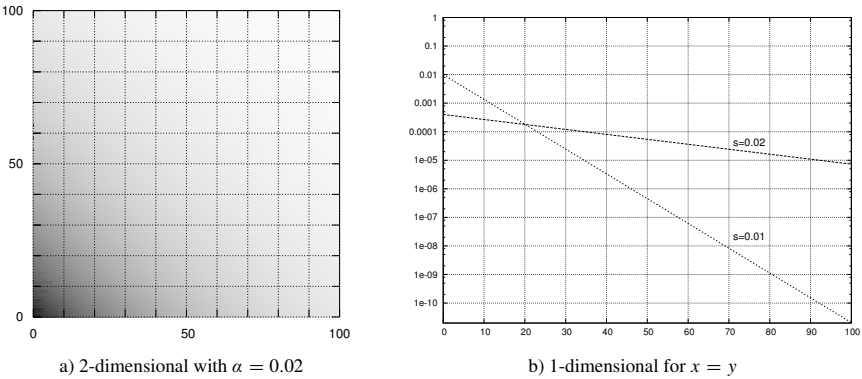 100
50
0
0
50
100
a) 2-dimensional with α = 0.02
1
0.1
0.01
0.001
0.0001
1e-05
1e-06
1e-07
1e-08
1e-09
1e-10
s=0.02
s=0.01
0 10 20 30 40 50 60 70 80 90 100
b) 1-dimensional for x = y